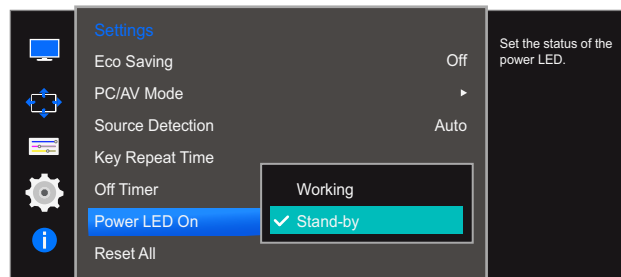 Settings
Eco Saving Off
PC/AV Mode
Source Detection Auto
Key Repeat Time
Off Timer
Power LED On
Reset All
Working
Stand-by
Set the status of the
power LED.